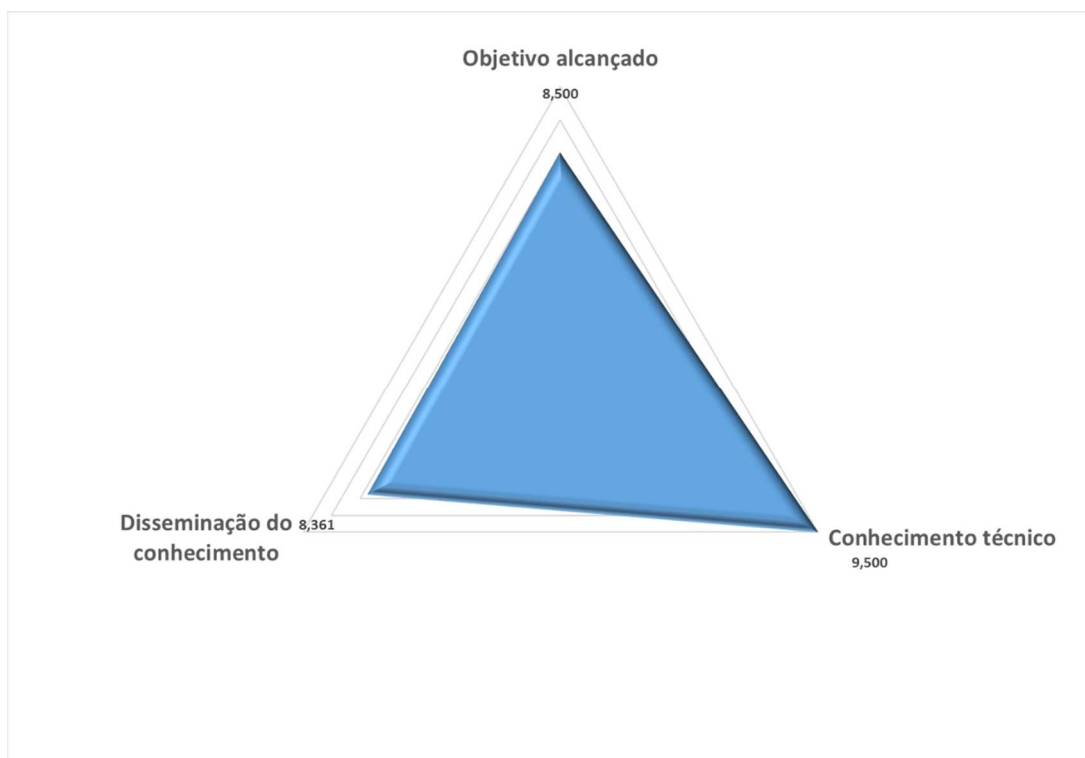 Objetivo alcançado
8,500
Disseminação do
conhecimento
8,361
Conhecimento técnico
9,500